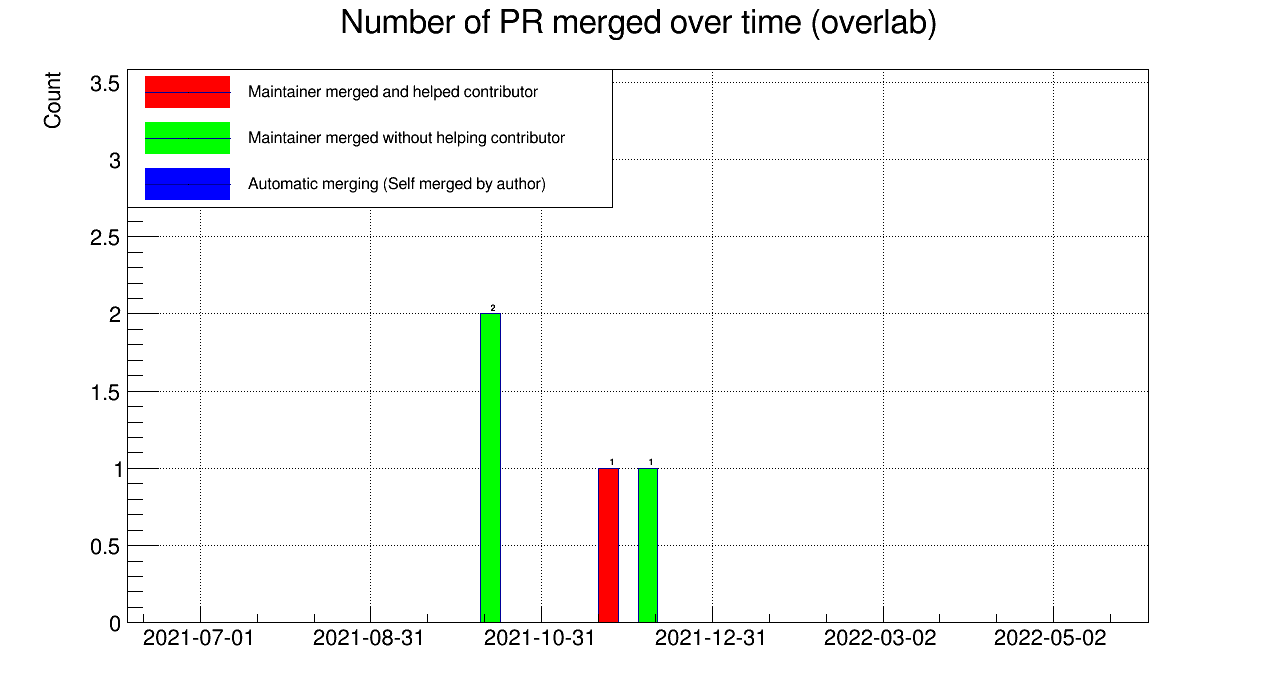 Number of PR merged over time (overlab)
Count
Maintainer merged and helped contributor
Maintainer merged without helping contributor
Automatic merging (Self merged by author)
3.5
3
2.5
2
1.5
1
0.5
0
2
1
1
2021-07-01 2021-08-31 2021-10-31 2021-12-31 2022-03-02 2022-05-02